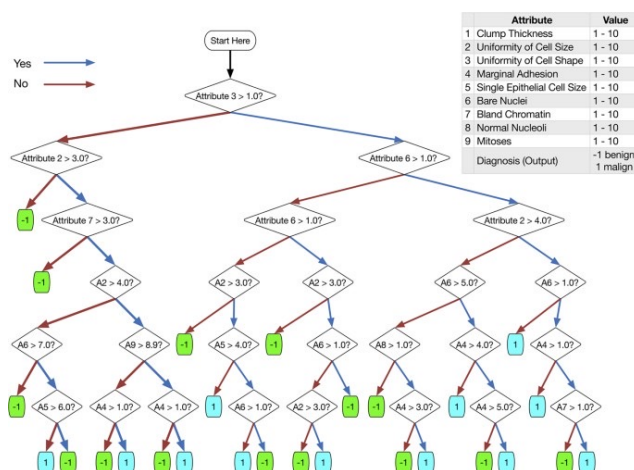 Attribute Value
1 Clump Thickness 1 - 10
2 Uniformity of Cell Size 1 - 10
3 Uniformity of Cell Shape 1 - 10
4 Marginal Adhesion 1 - 10
5 Single Epithelial Cell Size 1 - 10
6 Bare Nuclei 1 - 10
7 Bland Chromatin 1 - 10
8 Normal Nucleoli 1 - 10
9 Mitoses 1 - 10
Diagnosis (Output) -1 benign
1 malign
Yes
No
Start Here
Attribute 3 > 1.0?
Attribute 2 > 3.0?
Attribute 6 > 1.0?
-1
Attribute 7 > 3.0?
Attribute 6 > 1.0?
Attribute 2 > 4.0?
-1
A2 > 4.0?
A2 > 3.0?
A2 > 3.0?
A6 > 5.0?
A6 > 1.0?
A6 > 7.0?
A9 > 8.9?
-1
A5 > 4.0?
-1
A6 > 1.0?
A8 > 1.0?
A4 > 4.0?
1
A4 > 1.0?
-1
A5 > 6.0?
A4 > 1.0?
A4 > 1.0?
1
A6 > 1.0?
A2 > 3.0?
-1
-1
A4 > 3.0?
1
A4 > 5.0?
1
A7 > 1.0?
1
-1
-1
1
-1
1
1
-1
-1
1
-1
1
-1
1
-1
1